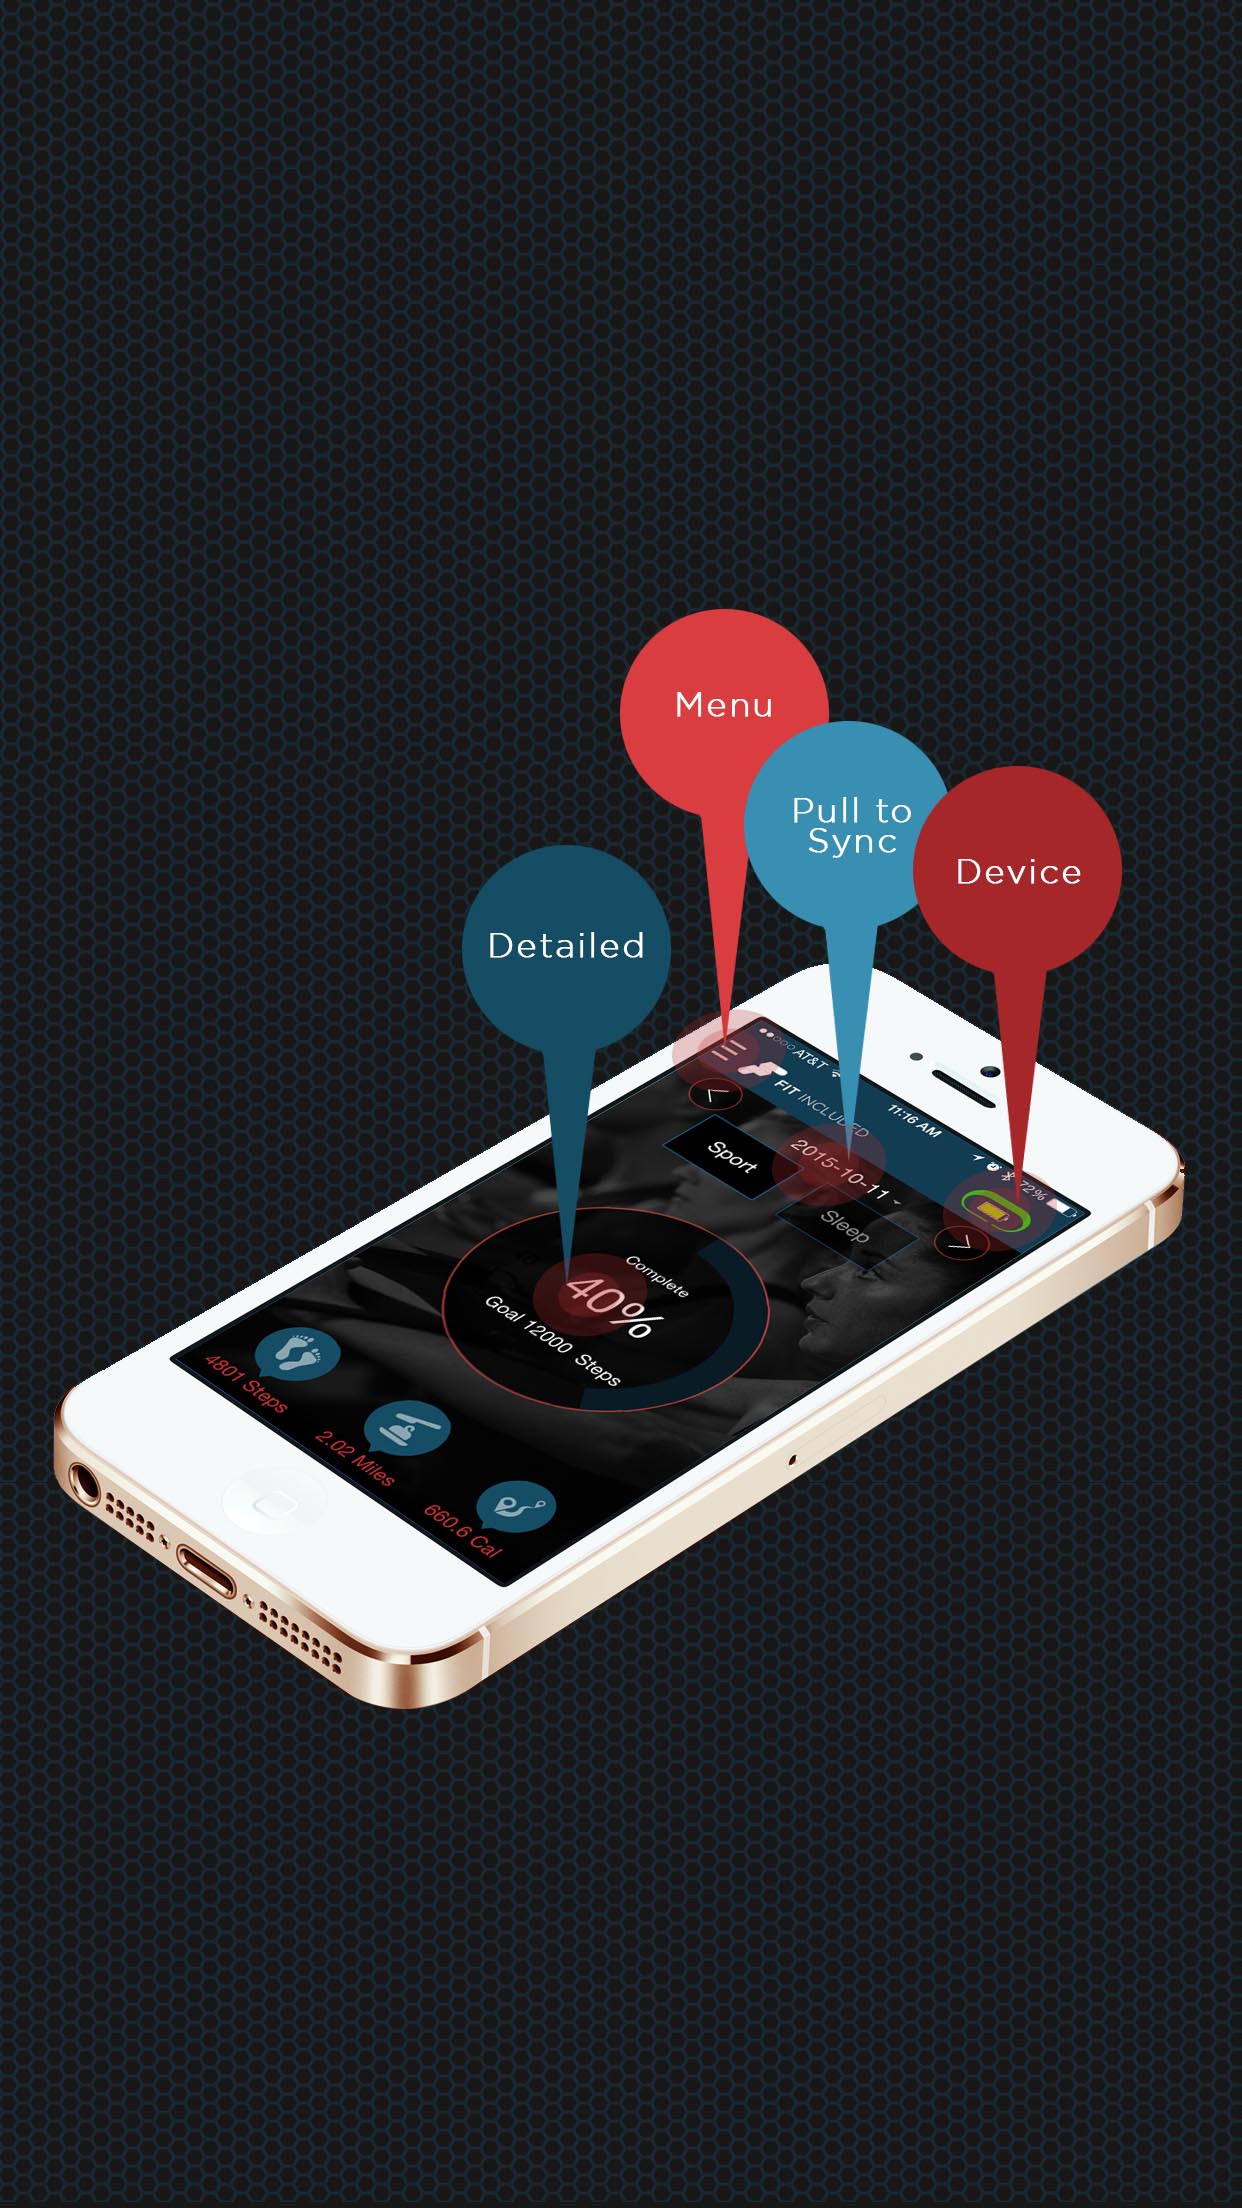 Menu
Pull to
Sync
Device
Detailed
AT&T
11:16 AM
72%
FIT INCLUDED
2015-10-11
Sport
Sleep
Complete
40%
Goal 12000 Steps
4801 Steps
2.02 Miles
660.6 Cal